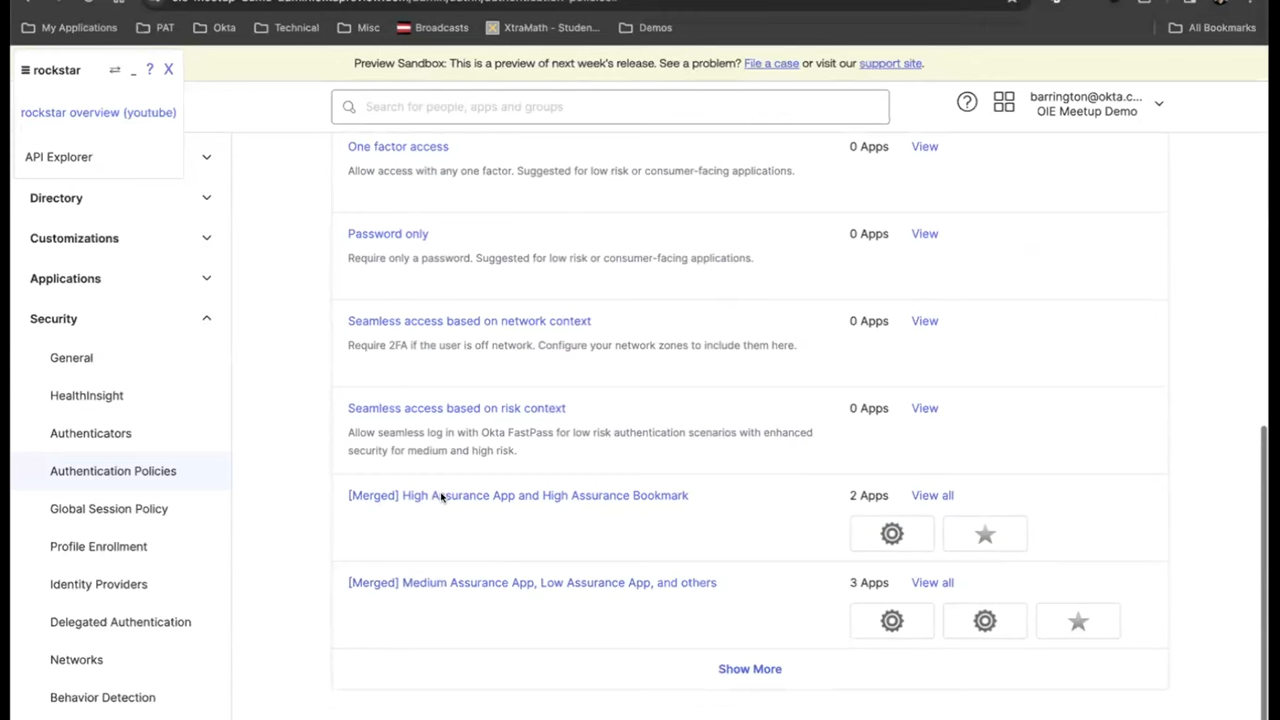 My Applications
PAT
Okta
Technical
Misc
Broadcasts
XtraMath - Studen...
Demos
All Bookmarks
rockstar
_ ? X
Preview Sandbox: This is a preview of next week's release. See a problem? File a case or visit our support site.
rockstar overview (youtube)
Search for people, apps and groups
barrington@okta.c...
OIE Meetup Demo
API Explorer
Directory
Customizations
Applications
Security
General
HealthInsight
Authenticators
Authentication Policies
Global Session Policy
Profile Enrollment
Identity Providers
Delegated Authentication
Networks
Behavior Detection
One factor access 0 Apps View
Allow access with any one factor. Suggested for low risk or consumer-facing applications.
Password only 0 Apps View
Require only a password. Suggested for low risk or consumer-facing applications.
Seamless access based on network context 0 Apps View
Require 2FA if the user is off network. Configure your network zones to include them here.
Seamless access based on risk context 0 Apps View
Allow seamless log in with Okta FastPass for low risk authentication scenarios with enhanced
security for medium and high risk.
[Merged] High Assurance App and High Assurance Bookmark 2 Apps View all
[Merged] Medium Assurance App, Low Assurance App, and others 3 Apps View all
Show More